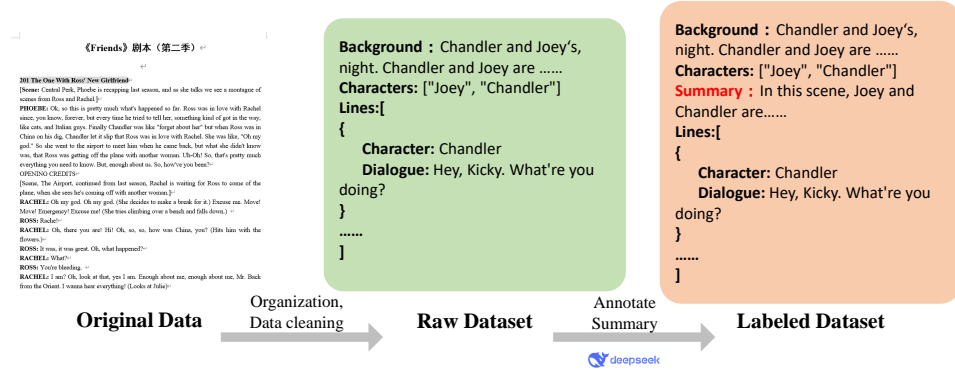 《Friends》剧本（第二季）
201 The One With Ross' New Girlfriend
[Scene: Central Perk, Phoebe is recapping last season, and as she talks we see a montage of
scenes from Ross and Rachel.]
PHOEBE: Ok, so this is pretty much what's happened so far. Ross was in love with Rachel
since, you know, forever, but every time he tried to tell her, something kind of got in the way,
like cats, and Italian guys. Finally Chandler was like "forget about her" but when Ross was in
China on his dig, Chandler let it slip that Ross was in love with Rachel. She was like, "Oh my
god." So she went to the airport to meet him when he came back, but what she didn't know
was, that Ross was getting off the plane with another woman. Uh-Oh! So, that's pretty much
everything you need to know. But, enough about us. So, how've you been?
OPENING CREDITS
[Scene, The Airport, continued from last season, Rachel is waiting for Ross to come of the
plane, when she sees he's coming off with another woman.]
RACHEL: Oh my god. Oh my god. (She decides to make a break for it.) Excuse me. Move!
Move! Emergency! Excuse me! (She tries climbing over a bench and falls down.)
ROSS: Rache!
RACHEL: Oh, there you are! Hi! Oh, so, so, how was China, you? (Hits him with the
flowers.)
ROSS: It was, it was great. Oh, what happened?
RACHEL: What?
ROSS: You're bleeding.
RACHEL: I am? Oh, look at that, yes I am. Enough about me, enough about me, Mr. Back
from the Orient. I wanna hear everything! (Looks at Julie)
Original Data
Organization,
Data cleaning
Background：Chandler and Joey's,
night. Chandler and Joey are ......
Characters: ["Joey", "Chandler"]
Lines:[
{
Character: Chandler
Dialogue: Hey, Kicky. What're you
doing?
}
......
]
Raw Dataset
Annotate
Summary
deepseek
Background：Chandler and Joey's,
night. Chandler and Joey are ......
Characters: ["Joey", "Chandler"]
Summary：In this scene, Joey and
Chandler are......
Lines:[
{
Character: Chandler
Dialogue: Hey, Kicky. What're you
doing?
}
......
]
Labeled Dataset